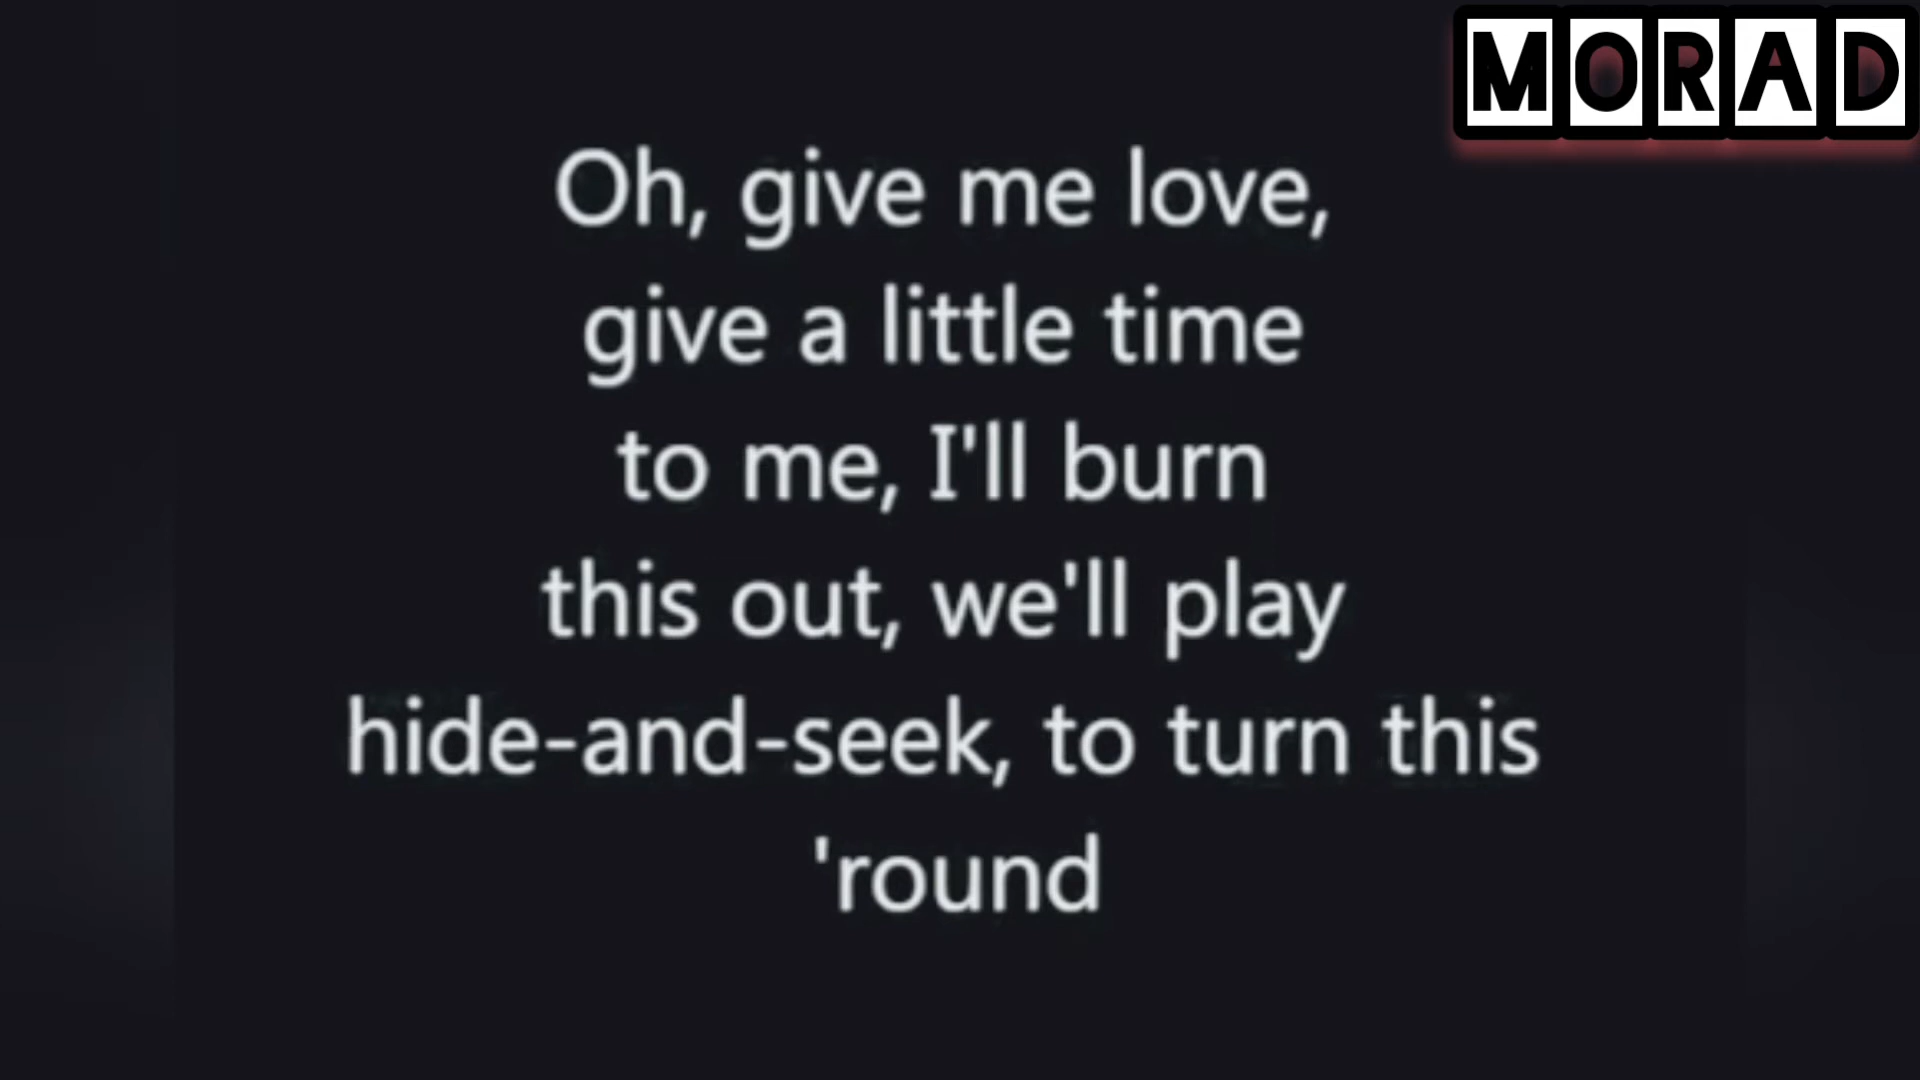 MORAD
Oh, give me love,
give a little time
to me, I'll burn
this out, we'll play
hide-and-seek, to turn this
'round